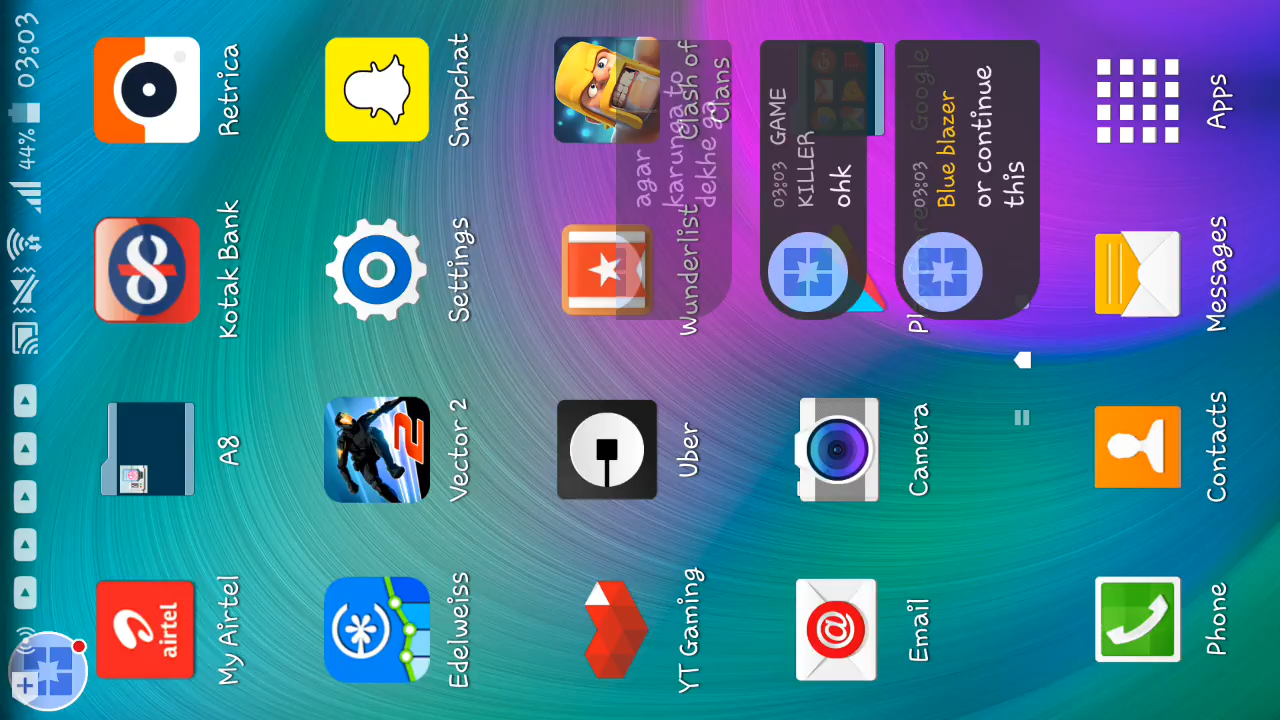 44% 03:03
airtel
My Airtel
A8
Kotak Bank
Retrica
2
Edelweiss
Vector 2
Settings
Snapchat
YT Gaming
Uber
Wunderlist
Clash of
Clans
agar
karunga to
dekhe ga
03:03 GAME
KILLER
ohk
@
Email
Camera
Google
03:03
Blue blazer
or continue
this
Phone
Contacts
Messages
Apps